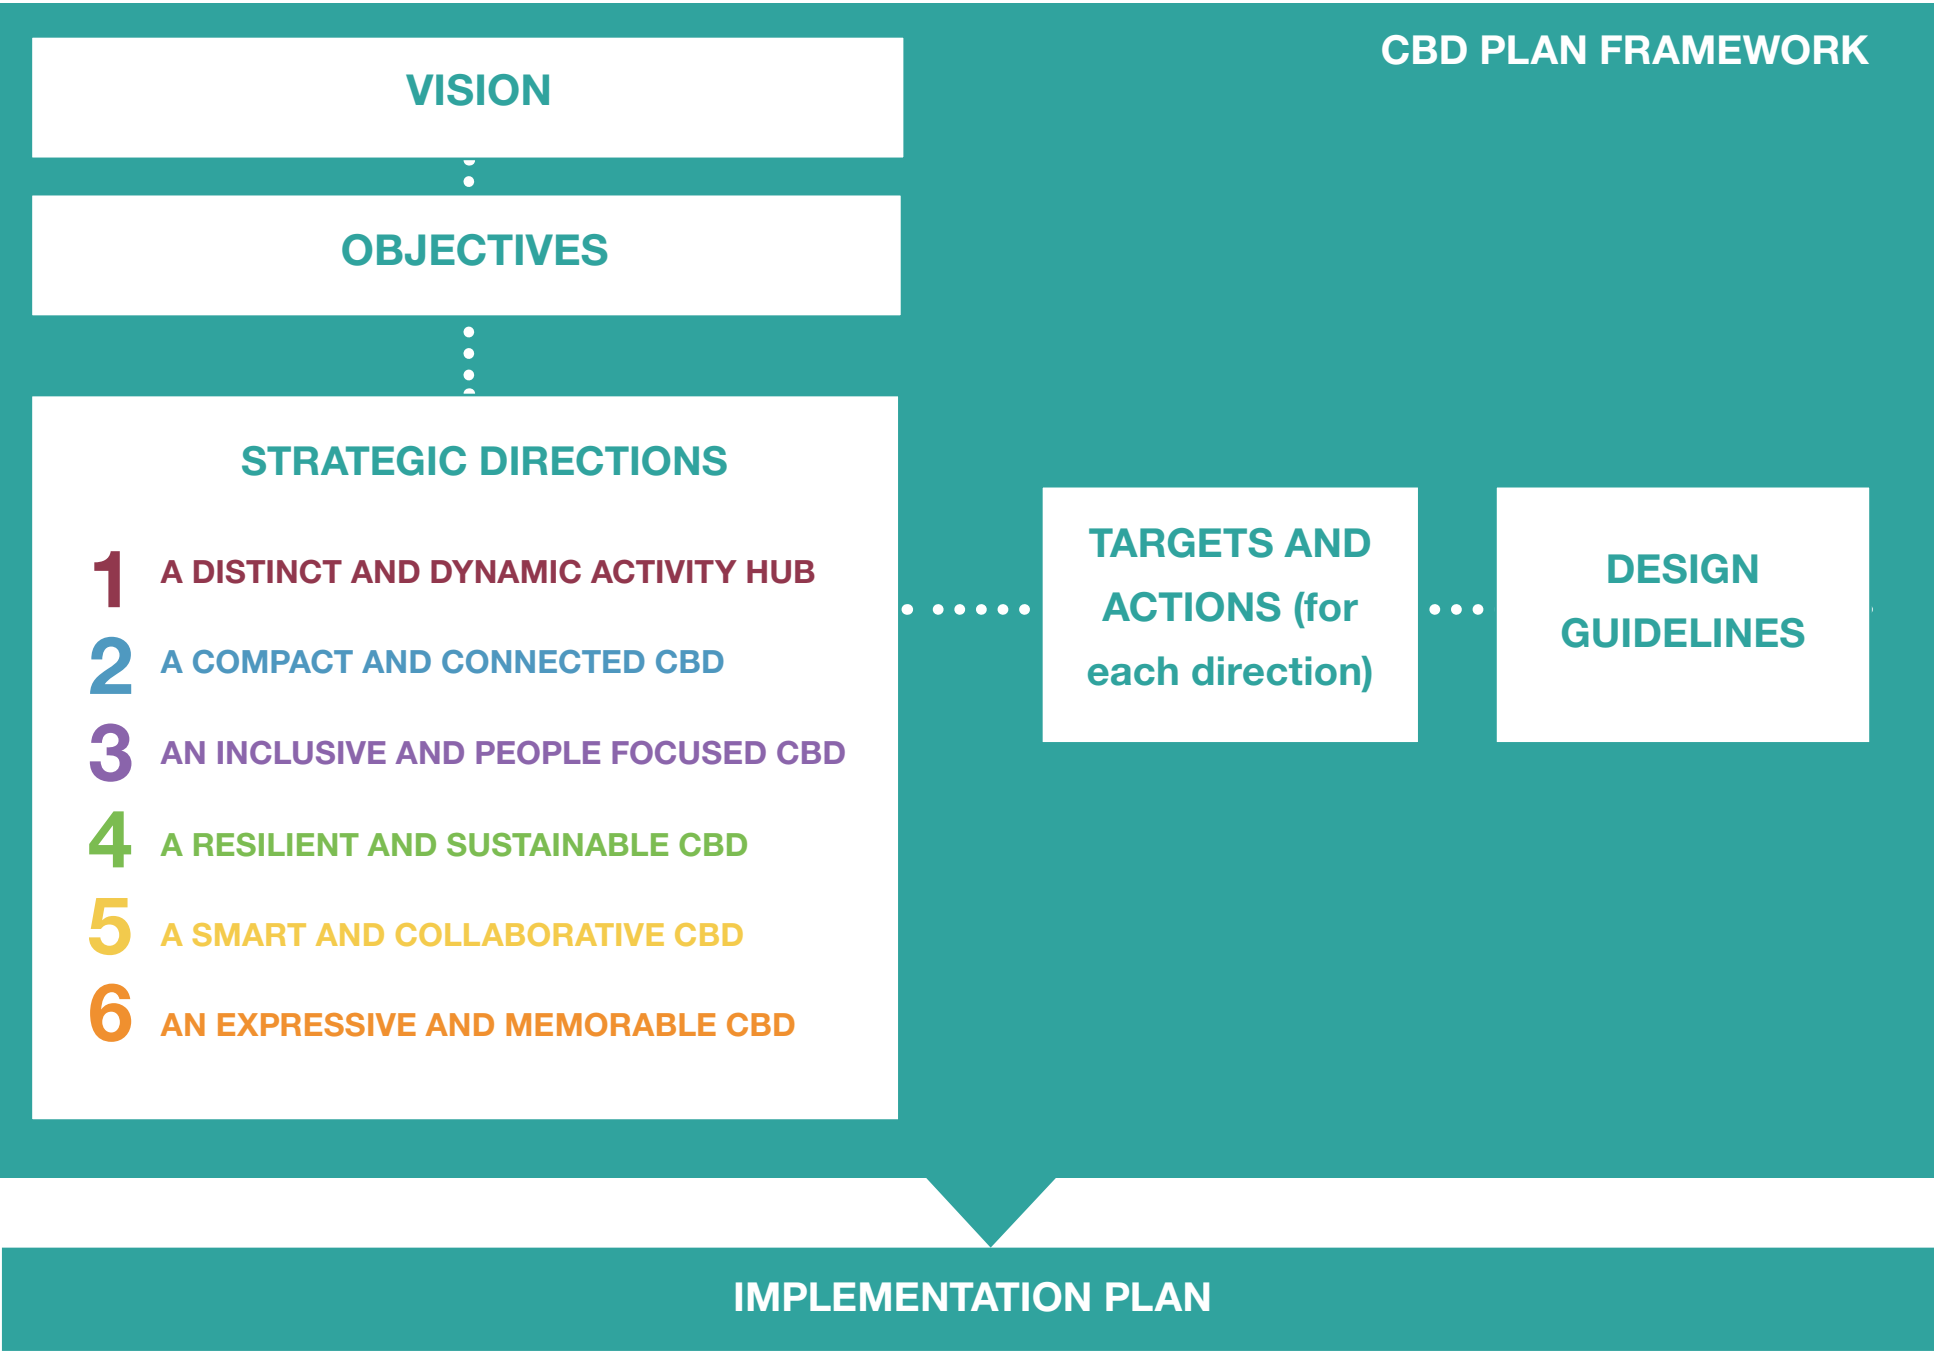 CBD PLAN FRAMEWORK
VISION
OBJECTIVES
STRATEGIC DIRECTIONS
1 A DISTINCT AND DYNAMIC ACTIVITY HUB
2 A COMPACT AND CONNECTED CBD
3 AN INCLUSIVE AND PEOPLE FOCUSED CBD
4 A RESILIENT AND SUSTAINABLE CBD
5 A SMART AND COLLABORATIVE CBD
6 AN EXPRESSIVE AND MEMORABLE CBD
TARGETS AND
ACTIONS (for
each direction)
DESIGN
GUIDELINES
IMPLEMENTATION PLAN